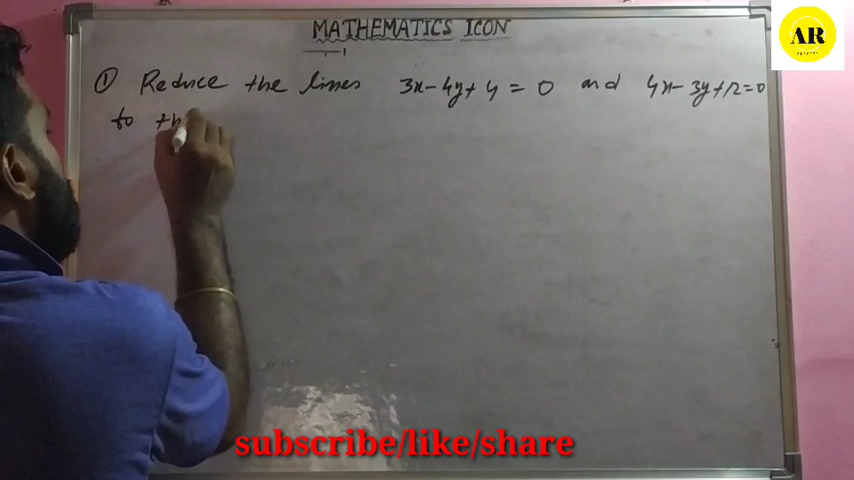 MATHEMATICS ICON
AR
① Reduce the lines 3x - 4y + 4 = 0 and 4x - 3y + 12 = 0
to th
subscribe/like/share